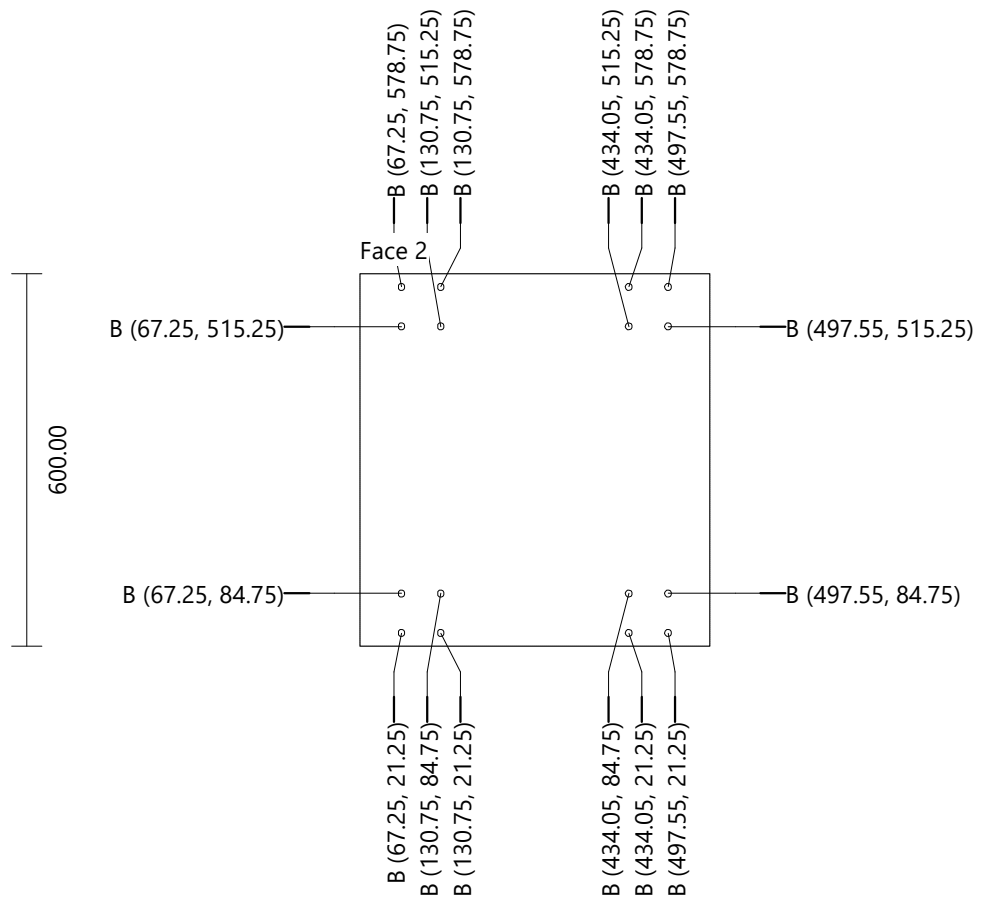 B (67.25, 578.75)
B (130.75, 515.25)
B (130.75, 578.75)
B (434.05, 515.25)
B (434.05, 578.75)
B (497.55, 578.75)
Face 2
B (67.25, 515.25)
B (497.55, 515.25)
600.00
B (67.25, 84.75)
B (497.55, 84.75)
B (67.25, 21.25)
B (130.75, 84.75)
B (130.75, 21.25)
B (434.05, 84.75)
B (434.05, 21.25)
B (497.55, 21.25)